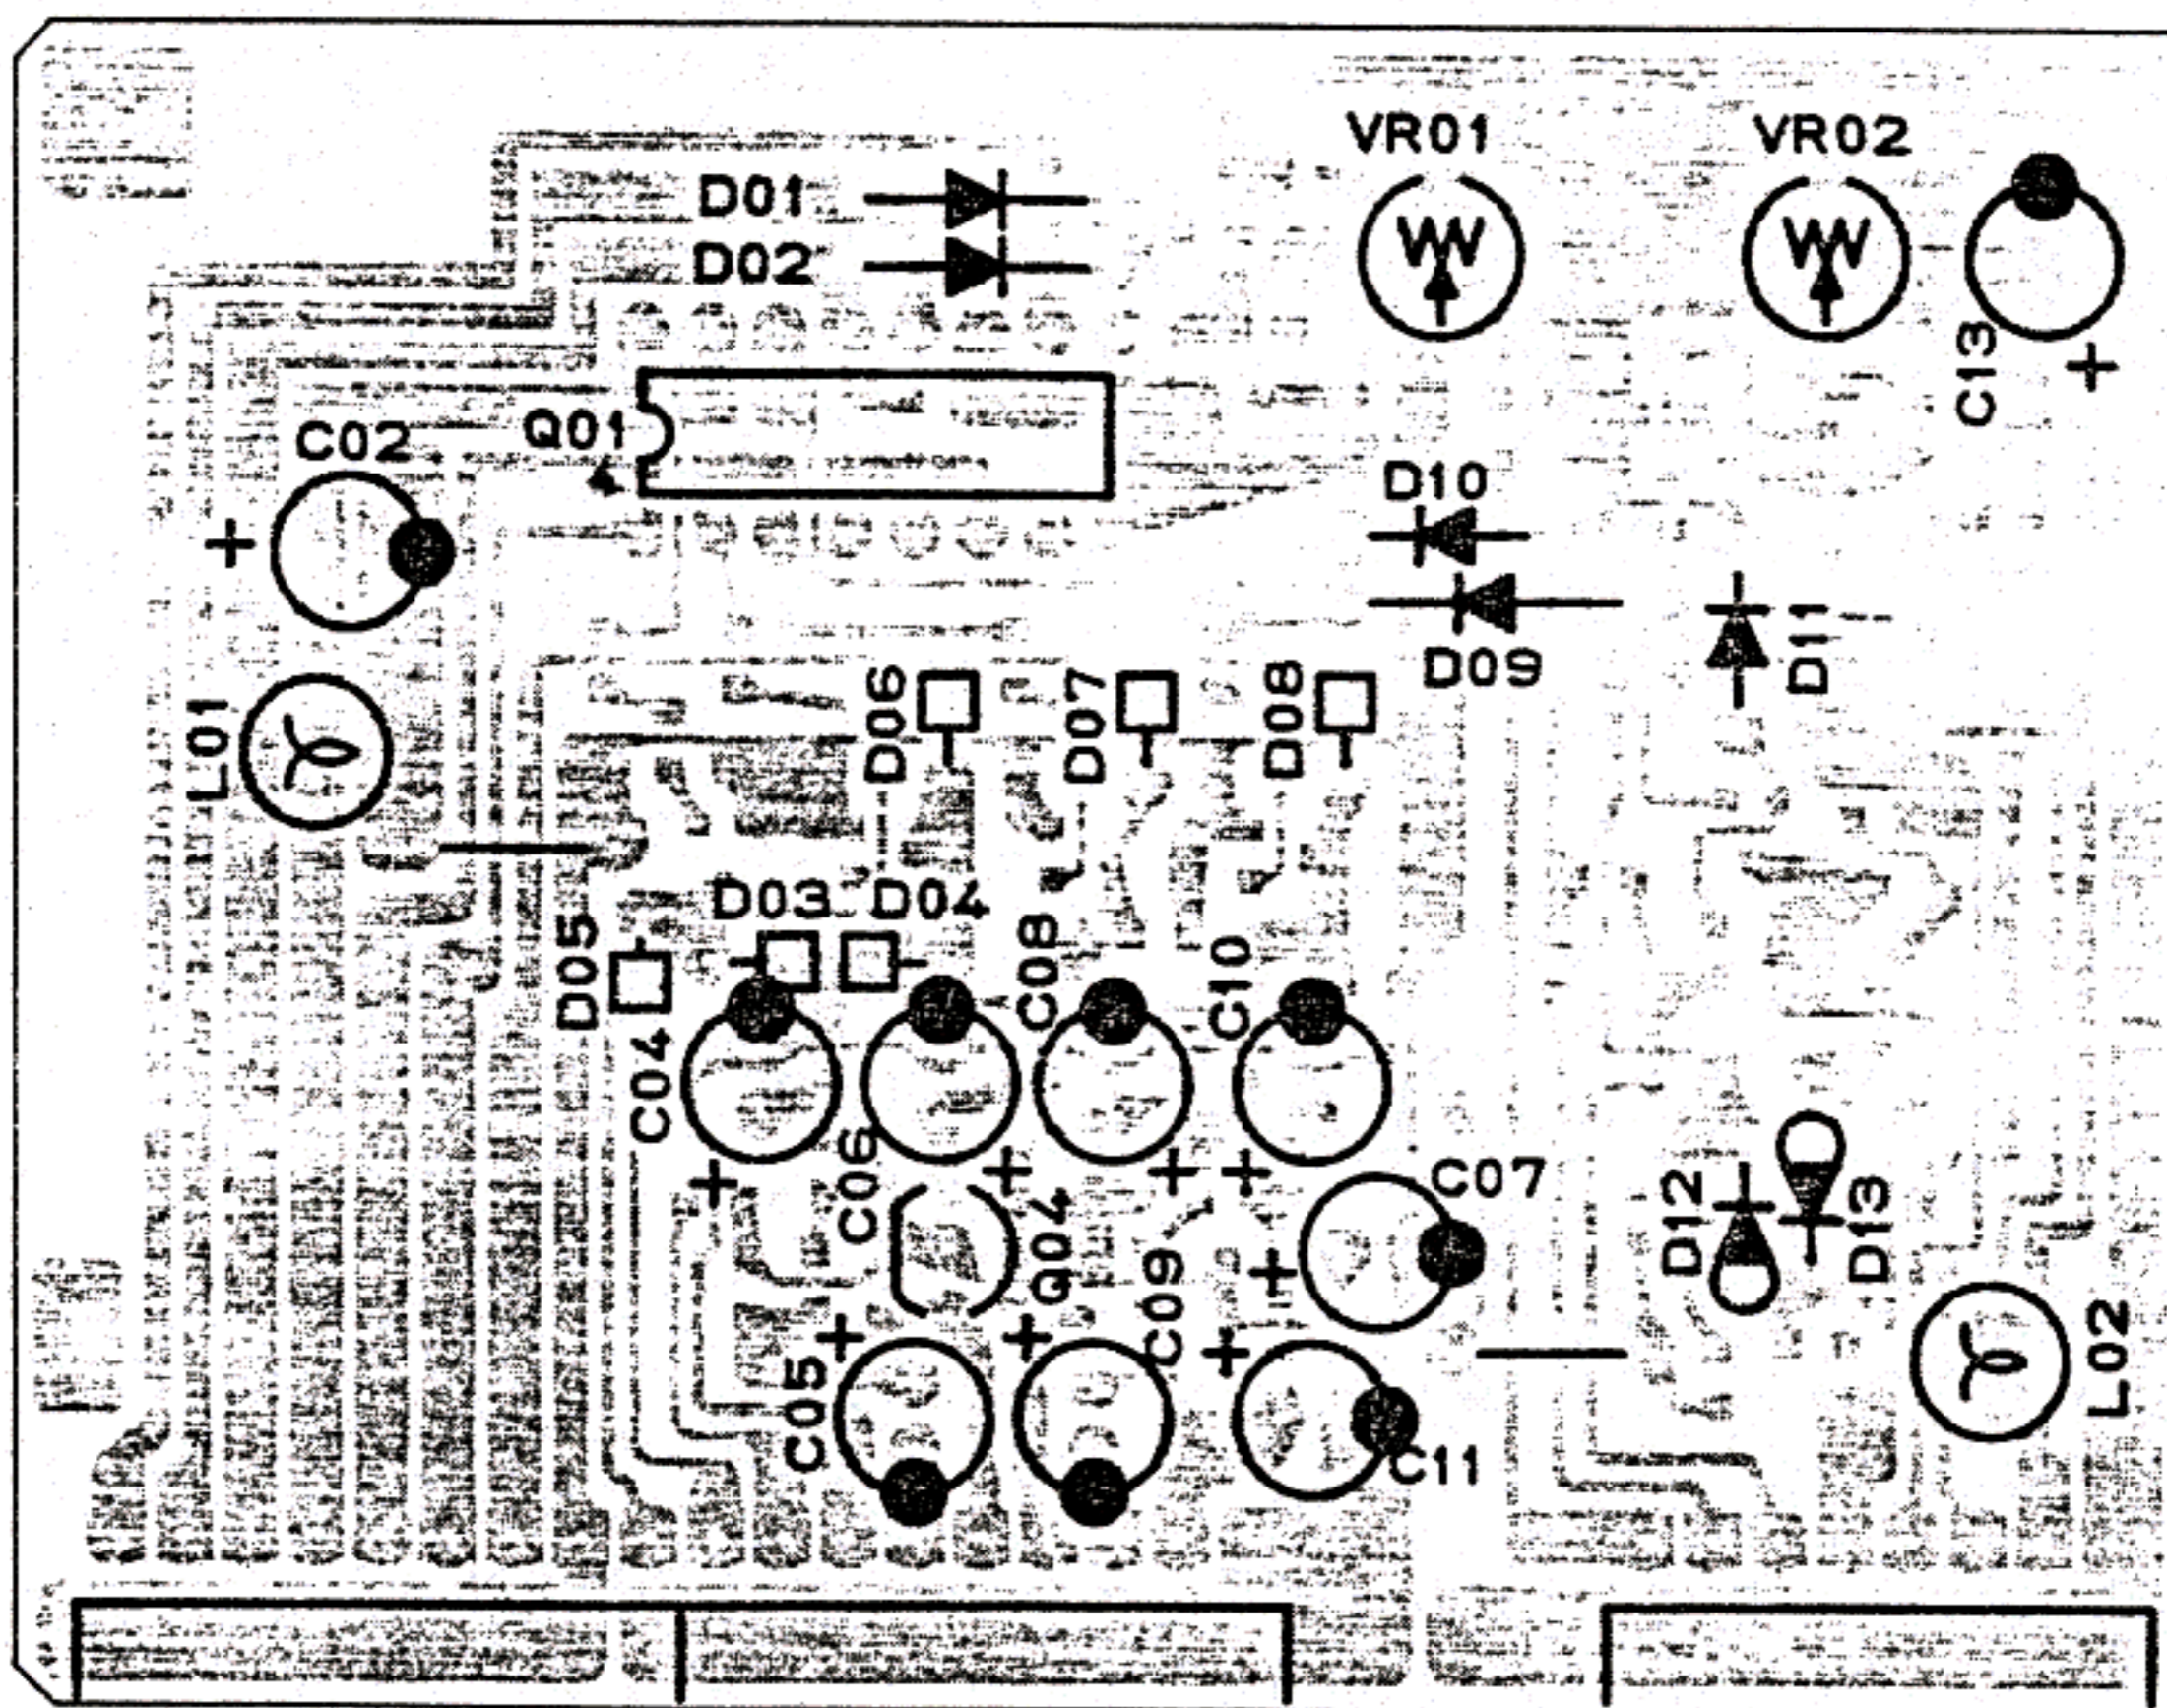 VR01
VR02
D01
D02
C13
+
Q01
C02
+
D10
D09
D11
L01
D06
D07
D08
D03
D04
D05
C08
C10
C04
C06
+
+
+
+
C07
Q04
C09
+
D12
D13
L02
C05
+
+
+
C11